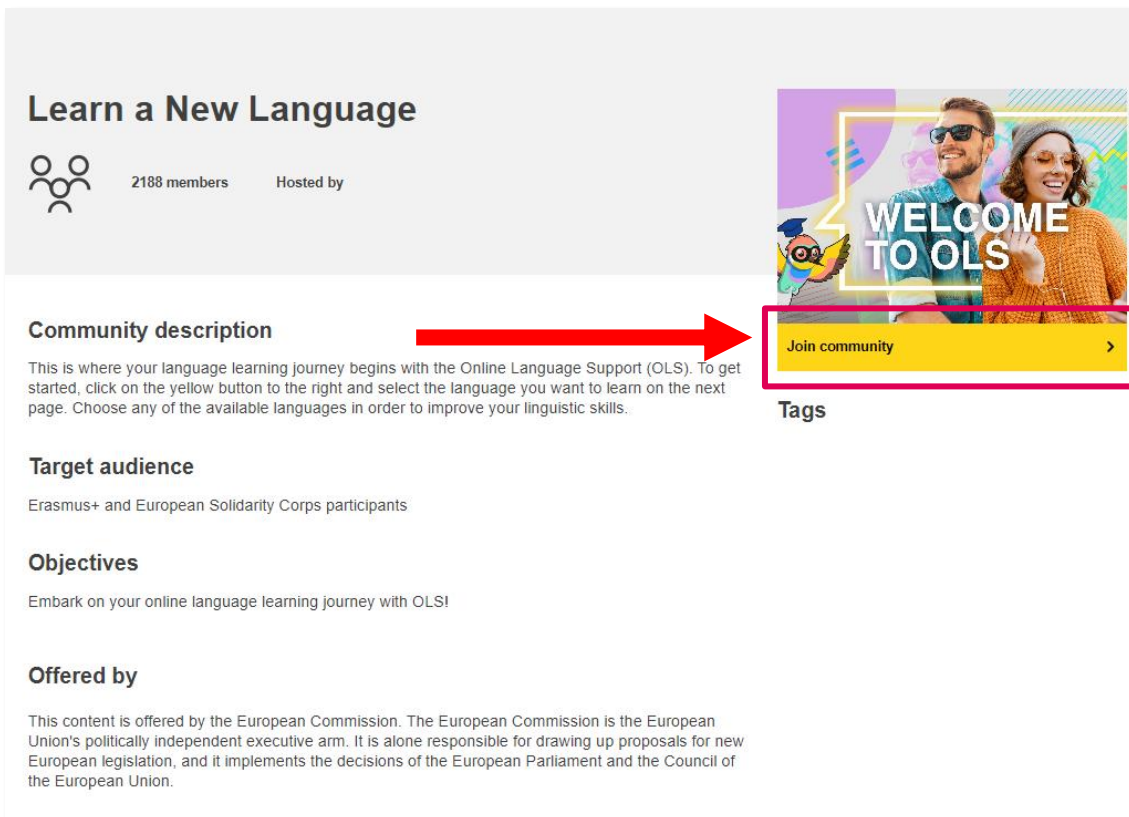 Learn a New Language
2188 members
Hosted by
WELCOME
TO OLS
Community description
This is where your language learning journey begins with the Online Language Support (OLS). To get
started, click on the yellow button to the right and select the language you want to learn on the next
page. Choose any of the available languages in order to improve your linguistic skills.
Join community
Tags
Target audience
Erasmus+ and European Solidarity Corps participants
Objectives
Embark on your online language learning journey with OLS!
Offered by
This content is offered by the European Commission. The European Commission is the European
Union's politically independent executive arm. It is alone responsible for drawing up proposals for new
European legislation, and it implements the decisions of the European Parliament and the Council of
the European Union.